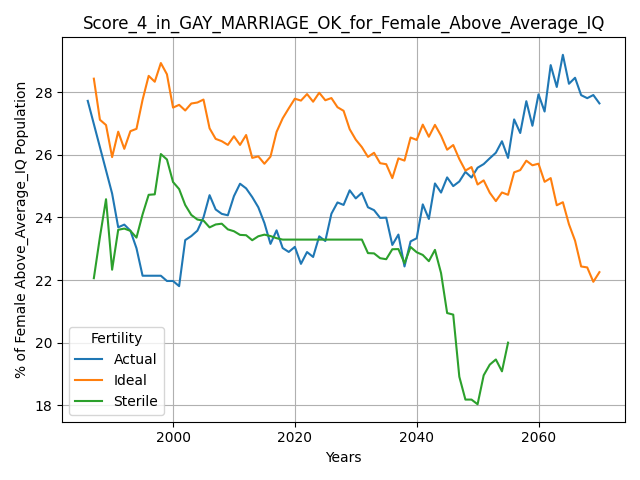 Score_4_in_GAY_MARRIAGE_OK_for_Female_Above_Average_IQ
% of Female Above_Average_IQ Population
28
26
24
22
20
18
Fertility
Actual
Ideal
Sterile
2000 2020 2040 2060
Years